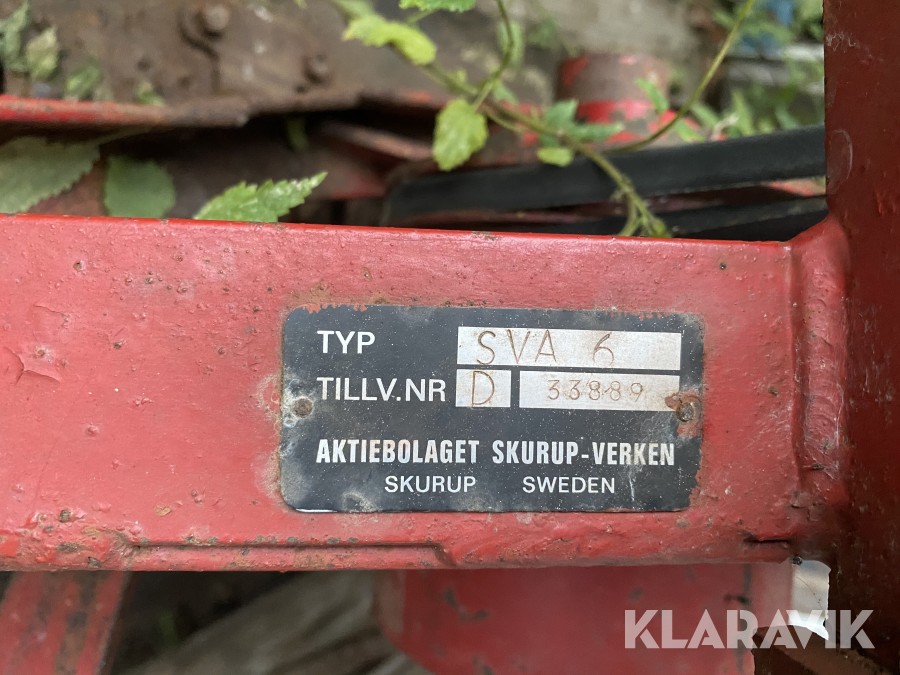 TYP SVA 6
TILLV.NR D 33889
AKTIEBOLAGET SKURUP-VERKEN
SKURUP SWEDEN
KLARAVIK